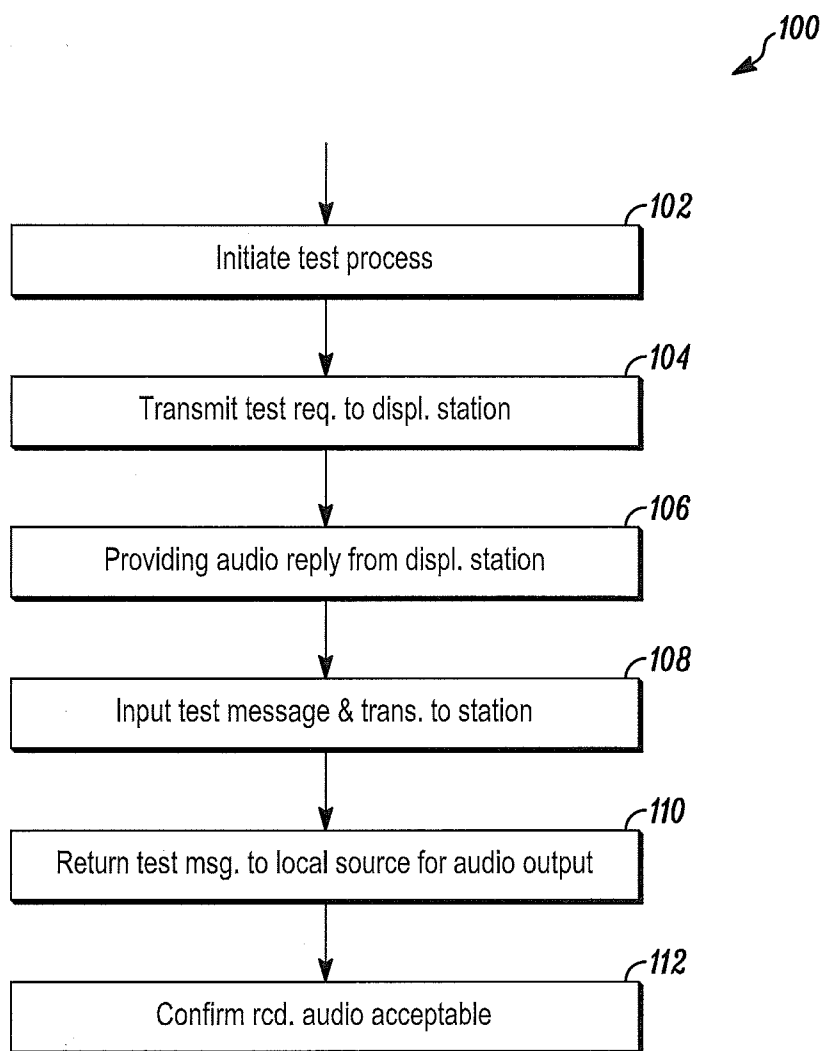 100
102
Initiate test process
104
Transmit test req. to displ. station
106
Providing audio reply from displ. station
108
Input test message & trans. to station
110
Return test msg. to local source for audio output
112
Confirm rcd. audio acceptable